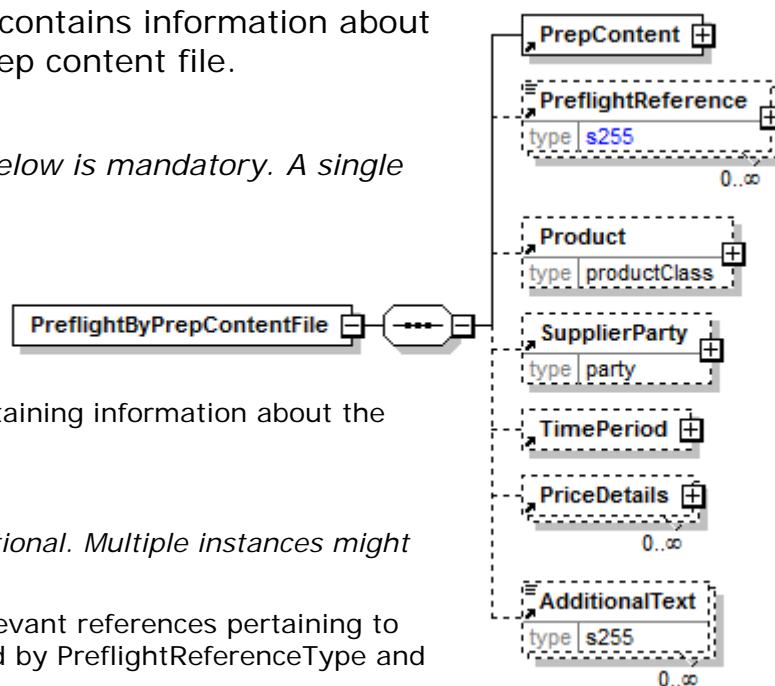 contains information about
ep content file.
elow is mandatory. A single
taining information about the
tional. Multiple instances might
evant references pertaining to
d by PreflightReferenceType and
PreflightByPrepContentFile
PrepContent
PreflightReference
type s255
0..∞
Product
type productClass
SupplierParty
type party
TimePeriod
PriceDetails
0..∞
AdditionalText
type s255
0..∞